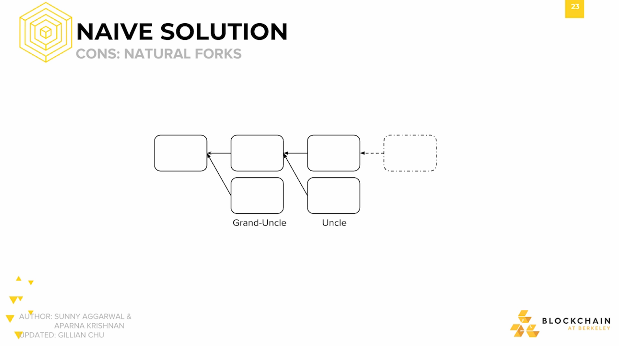 23
NAIVE SOLUTION
CONS: NATURAL FORKS
Grand-Uncle
Uncle
AUTHOR: SUNNY AGGARWAL &
APARNA KRISHNAN
UPDATED: GILLIAN CHU
BLOCKCHAIN
AT BERKELEY